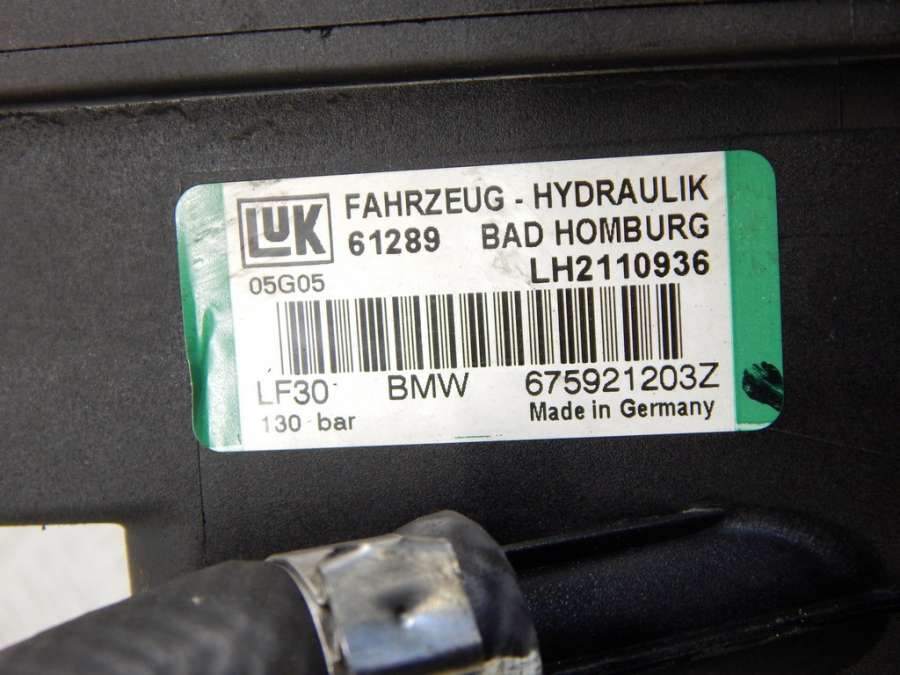 LUK FAHRZEUG - HYDRAULIK
61289 BAD HOMBURG
05G05 LH2110936
LF30 BMW 675921203Z
130 bar Made in Germany